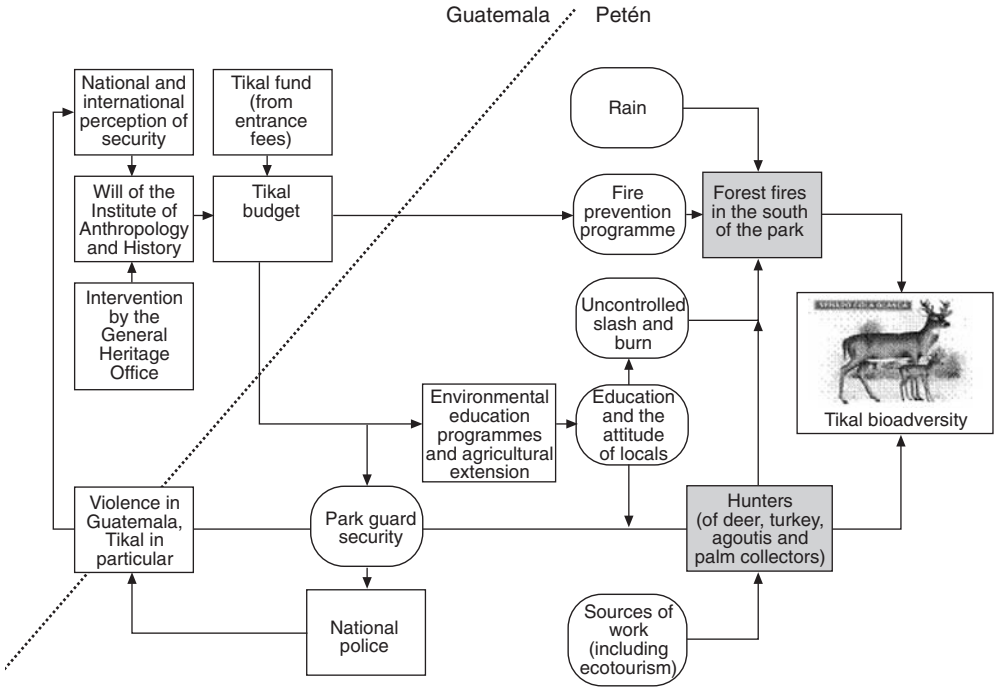 Guatemala
Petén
National and
international
perception of
security
Tikal fund
(from
entrance
fees)
Rain
Will of the
Institute of
Anthropology
and History
Tikal
budget
Fire
prevention
programme
Forest fires
in the south
of the park
Intervention
by the
General
Heritage
Office
Uncontrolled
slash and
burn
Tikal bioadversity
Environmental
education
programmes
and agricultural
extension
Education
and the
attitude
of locals
Violence in
Guatemala,
Tikal in
particular
Park guard
security
Hunters
(of deer, turkey,
agoutis and
palm collectors)
National
police
Sources of
work
(including
ecotourism)